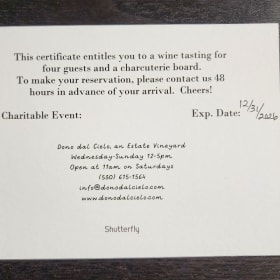 This certificate entitles you to a wine tasting for
four guests and a charcuterie board.
To make your reservation, please contact us 48
hours in advance of your arrival. Cheers!
Charitable Event: Exp. Date: 12/31/2026
Dono dal Cielo, an Estate Vineyard
Wednesday-Sunday 12-5pm
Open at 11am on Saturdays
(530) 615-1564
info@donodalcielo.com
www.donodalcielo.com
Shutterfly